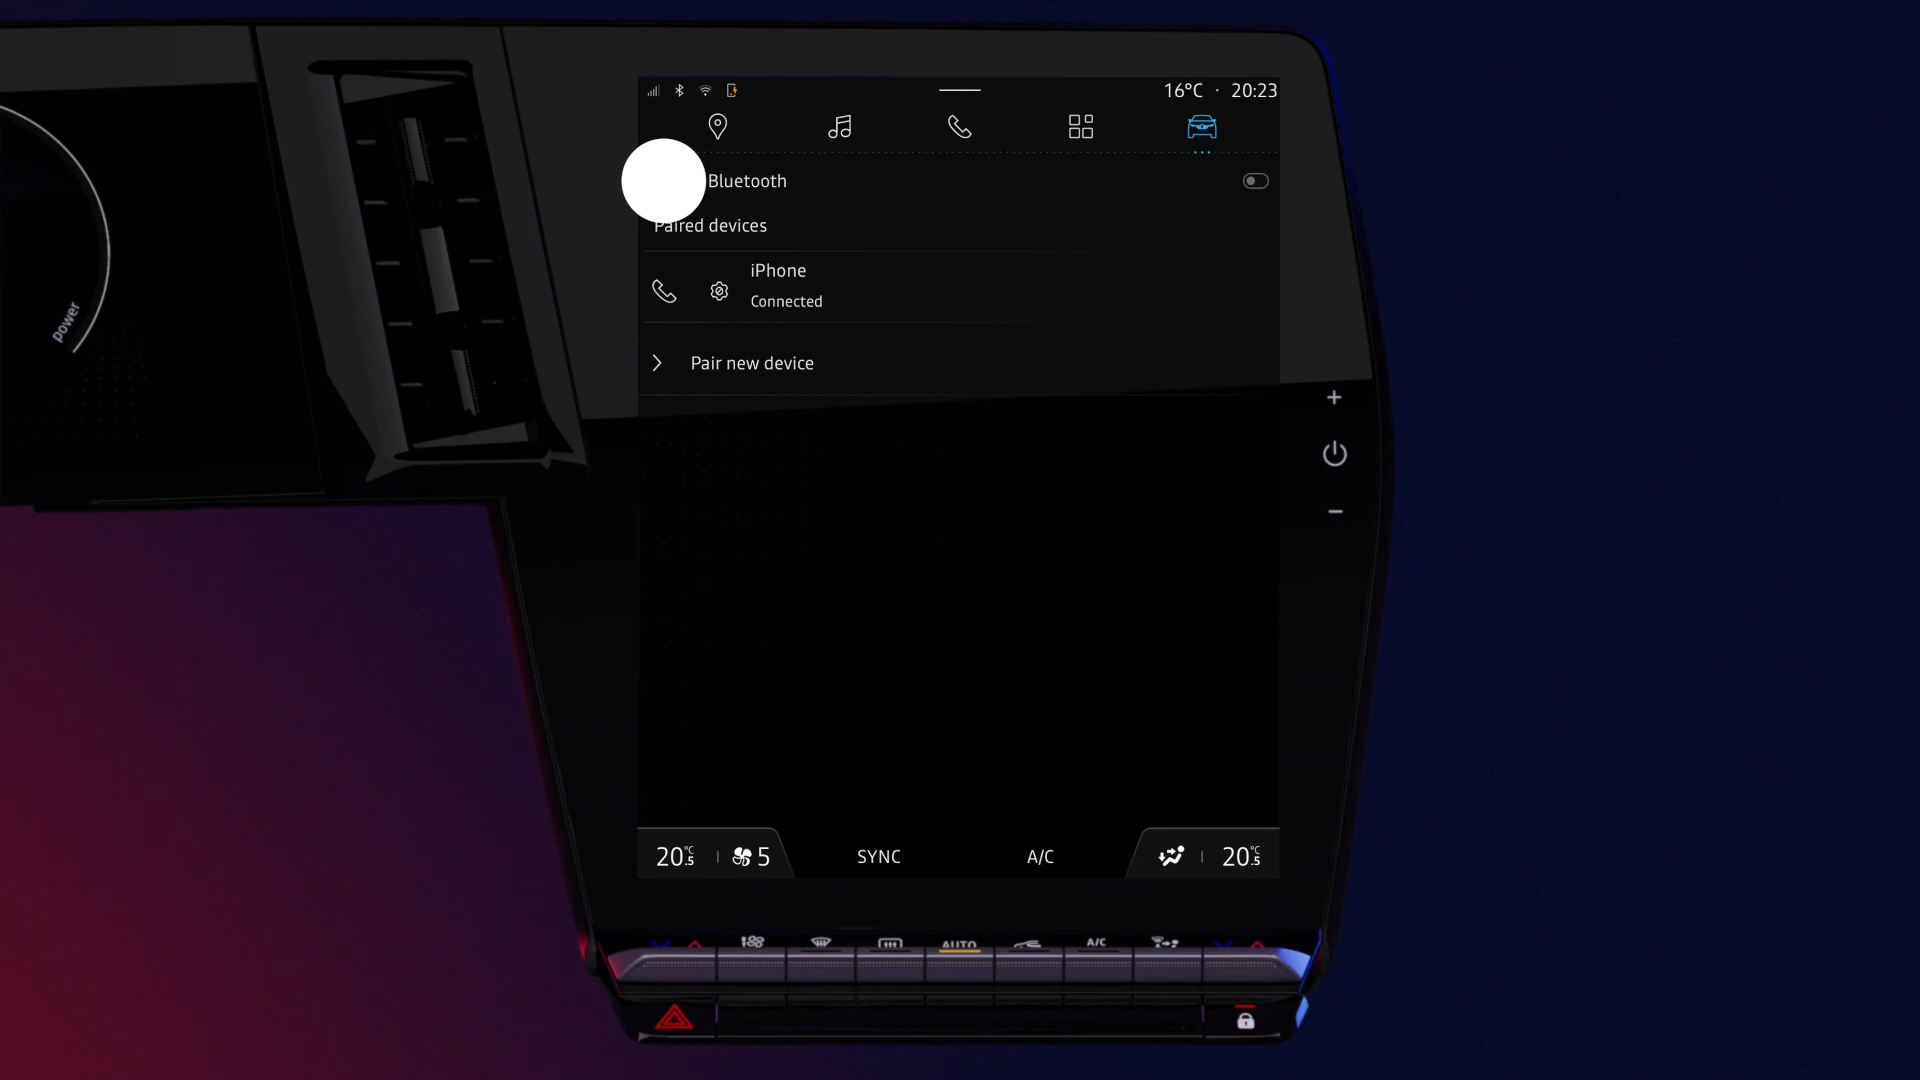 16°C · 20:23
Bluetooth
Paired devices
iPhone
Connected
Pair new device
power
20.5°C 5 SYNC A/C 20.5°C
AUTO A/C